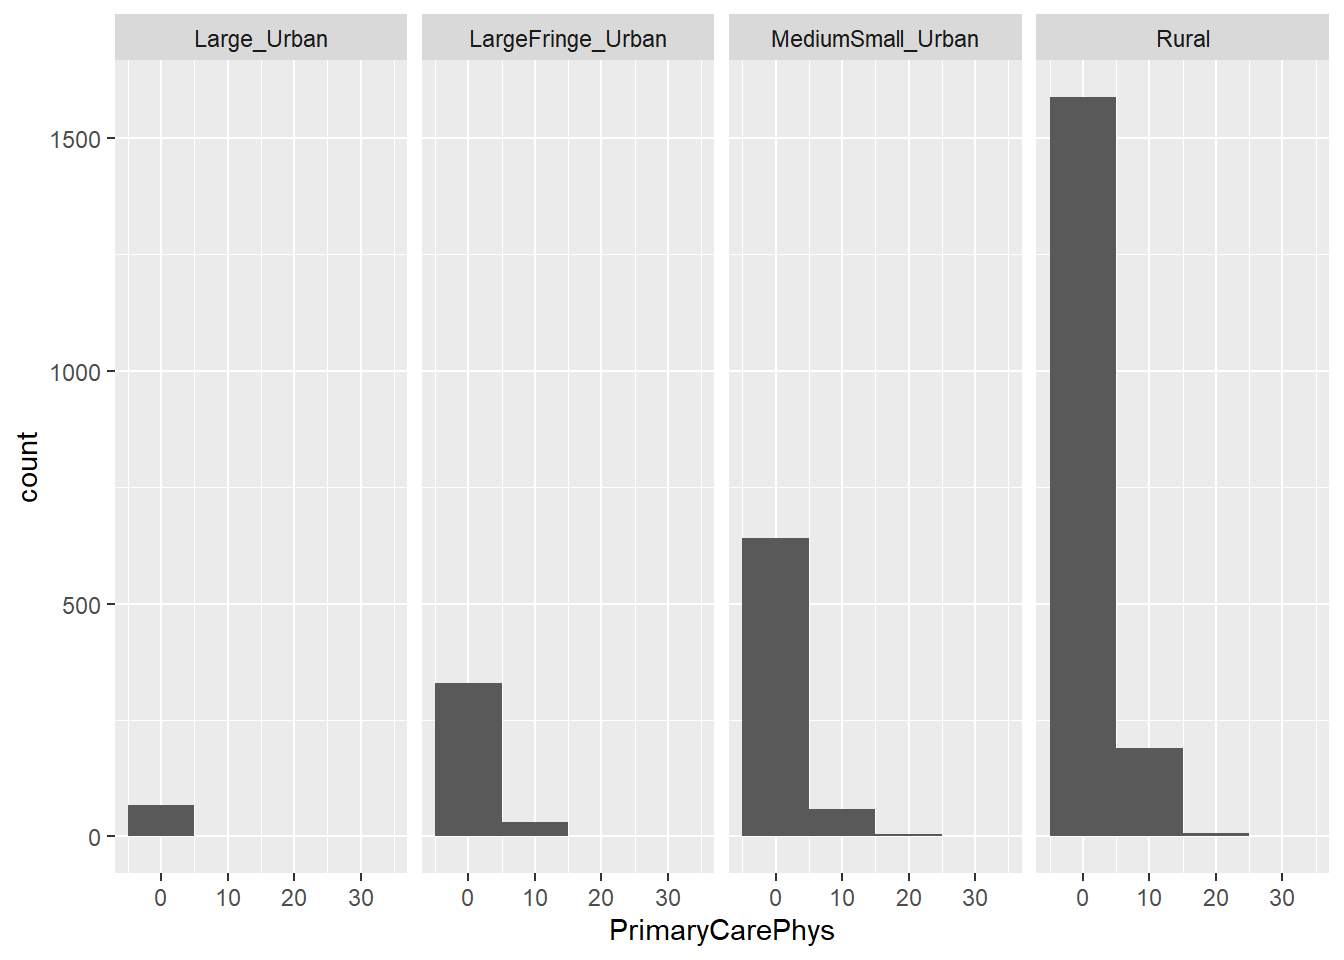 Large_Urban LargeFringe_Urban MediumSmall_Urban Rural
1500
1000
500
0
count
0 10 20 30 0 10 20 30 0 10 20 30 0 10 20 30
PrimaryCarePhys